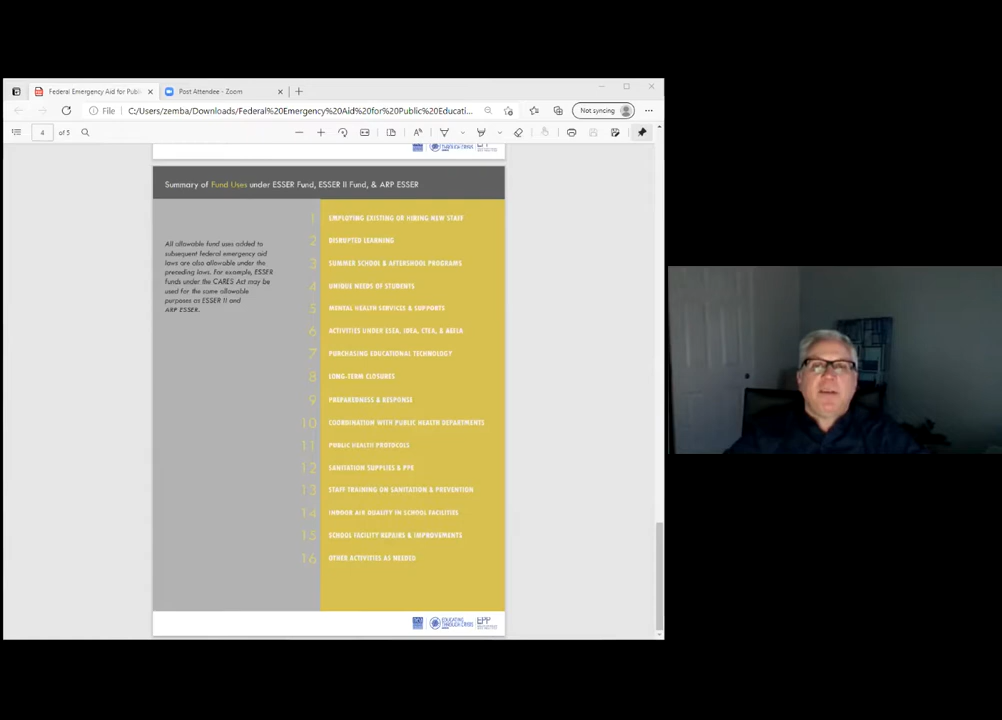 Federal Emergency Aid for Publi
Post Attendee - Zoom
File
C:/Users/zemba/Downloads/Federal%20Emergency%20Aid%20for%20Public%20Educati...
Not syncing
4 of 5
THROUGH CRISIS
Summary of Fund Uses under ESSER Fund, ESSER II Fund, & ARP ESSER
All allowable fund uses added to
subsequent federal emergency aid
laws are also allowable under the
preceding laws. For example, ESSER
funds under the CARES Act may be
used for the same allowable
purposes as ESSER II and
ARP ESSER.
1 EMPLOYING EXISTING OR HIRING NEW STAFF
2 DISRUPTED LEARNING
3 SUMMER SCHOOL & AFTERSHOOL PROGRAMS
4 UNIQUE NEEDS OF STUDENTS
5 MENTAL HEALTH SERVICES & SUPPORTS
6 ACTIVITIES UNDER ESEA, IDEA, CTEA, & AEFLA
7 PURCHASING EDUCATIONAL TECHNOLOGY
8 LONG-TERM CLOSURES
9 PREPAREDNESS & RESPONSE
10 COORDINATION WITH PUBLIC HEALTH DEPARTMENTS
11 PUBLIC HEALTH PROTOCOLS
12 SANITATION SUPPLIES & PPE
13 STAFF TRAINING ON SANITATION & PREVENTION
14 INDOOR AIR QUALITY IN SCHOOL FACILITIES
15 SCHOOL FACILITY REPAIRS & IMPROVEMENTS
16 OTHER ACTIVITIES AS NEEDED
EDUCATING
THROUGH CRISIS
EPP